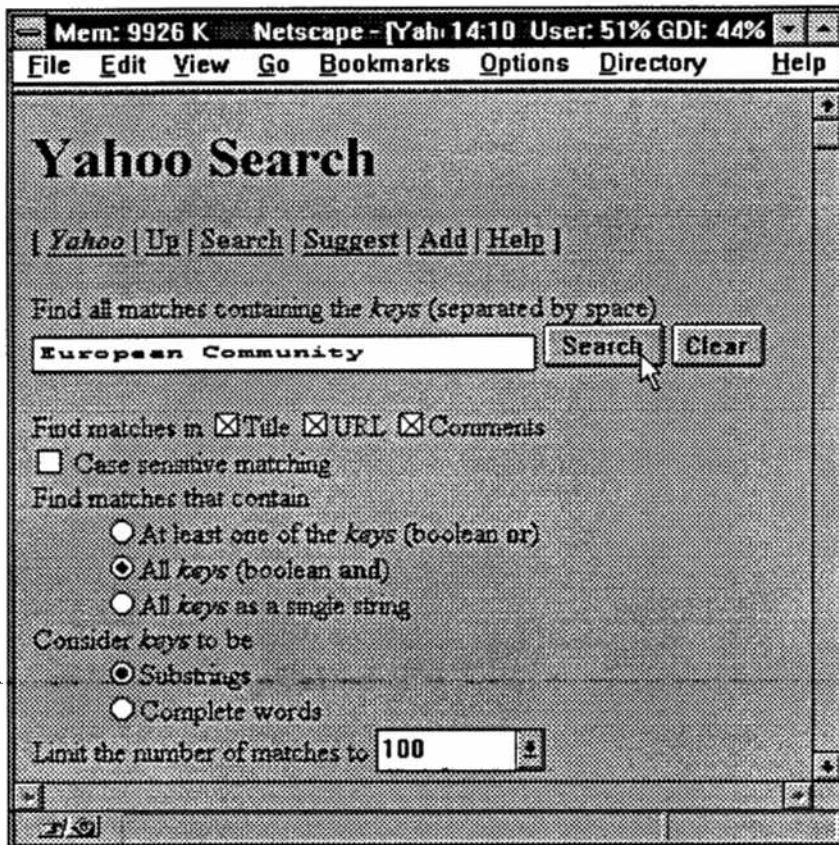 Mem: 9926 K Netscape - [Yah 14:10 User: 51% GDI: 44%
File Edit View Go Bookmarks Options Directory Help
Yahoo Search
[ Yahoo | Up | Search | Suggest | Add | Help ]
Find all matches containing the keys (separated by space)
European Community Search Clear
Find matches in Title URL Comments
Case sensitive matching
Find matches that contain
At least one of the keys (boolean or)
All keys (boolean and)
All keys as a single string
Consider keys to be
Substrings
Complete words
Limit the number of matches to 100